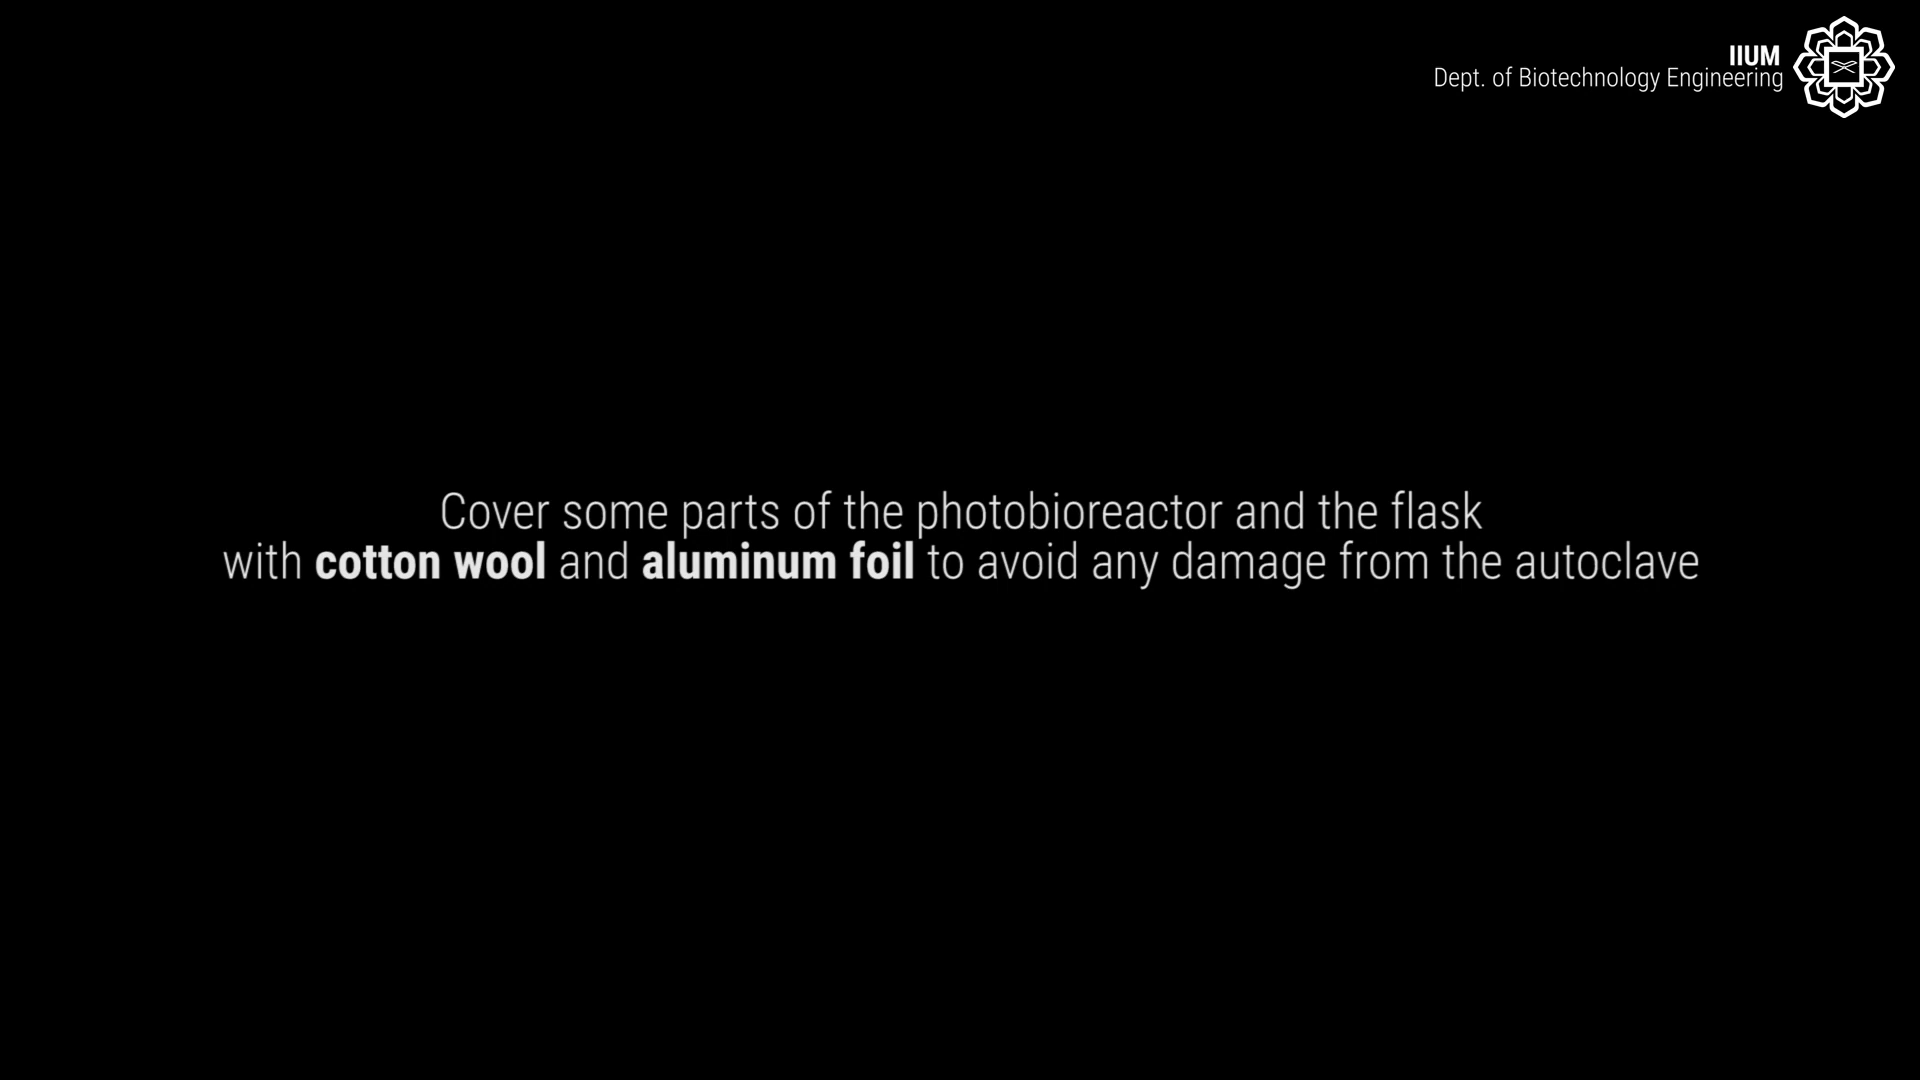 IIUM
Dept. of Biotechnology Engineering
Cover some parts of the photobioreactor and the flask
with cotton wool and aluminum foil to avoid any damage from the autoclave